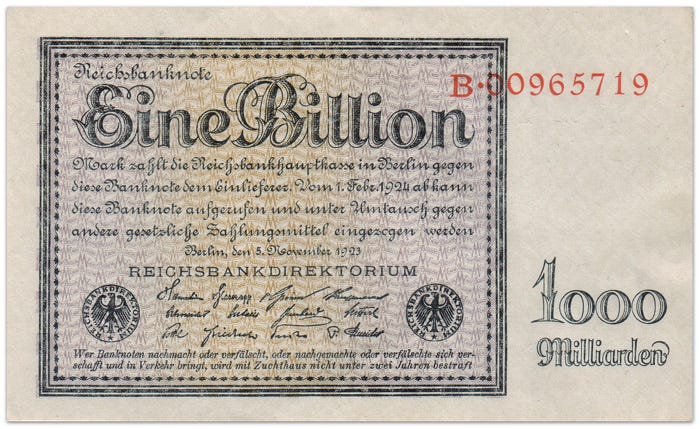 Reichsbanknote
B·00965719
Eine Billion
Mark zahlt die Reichsbankhauptkasse in Berlin gegen
diese Banknote dem Einlieferer. Vom 1. Febr. 1924 ab kann
diese Banknote aufgerufen und unter Umtausch gegen
andere gesetzliche Zahlungsmittel eingezogen werden
Berlin, den 5. November 1923
REICHSBANKDIREKTORIUM
REICHSBANKDIREKTORIUM
REICHSBANKDIREKTORIUM
1000
Milliarden
Wer Banknoten nachmacht oder verfälscht, oder nachgemachte oder verfälschte sich ver-
schafft und in Verkehr bringt, wird mit Zuchthaus nicht unter zwei Jahren bestraft